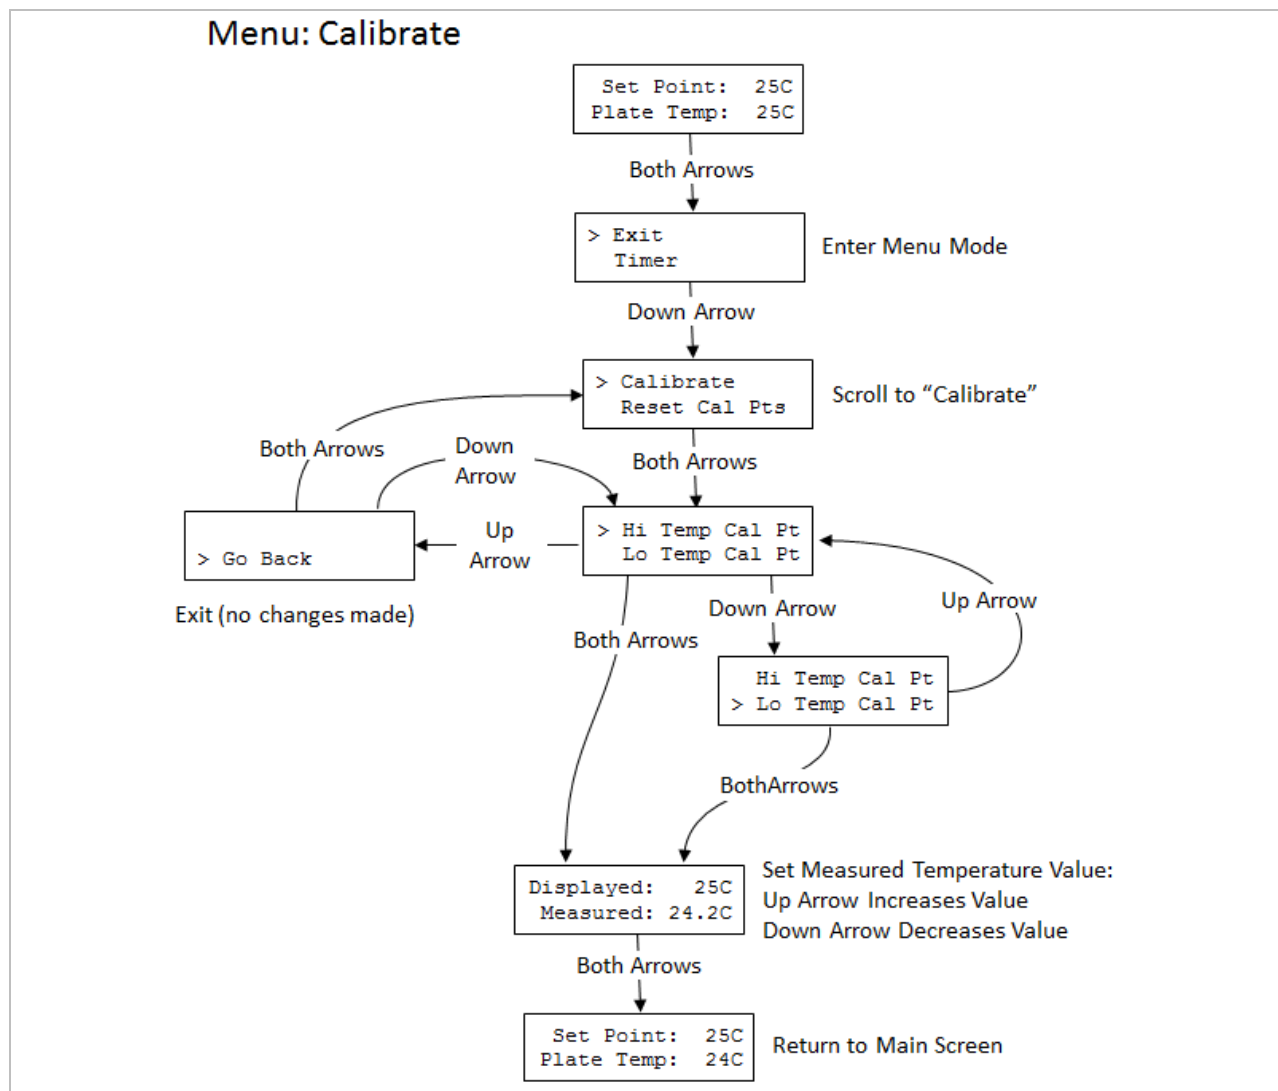 Menu: Calibrate
Set Point: 25C
Plate Temp: 25C
Both Arrows
> Exit
Timer
Enter Menu Mode
Down Arrow
> Calibrate
Reset Cal Pts
Scroll to “Calibrate”
Both Arrows
Down
Arrow
Both Arrows
> Hi Temp Cal Pt
Lo Temp Cal Pt
Up
Arrow
> Go Back
Exit (no changes made)
Both Arrows
Down Arrow
Up Arrow
Hi Temp Cal Pt
> Lo Temp Cal Pt
BothArrows
Displayed: 25C
Measured: 24.2C
Set Measured Temperature Value:
Up Arrow Increases Value
Down Arrow Decreases Value
Both Arrows
Set Point: 25C
Plate Temp: 24C
Return to Main Screen